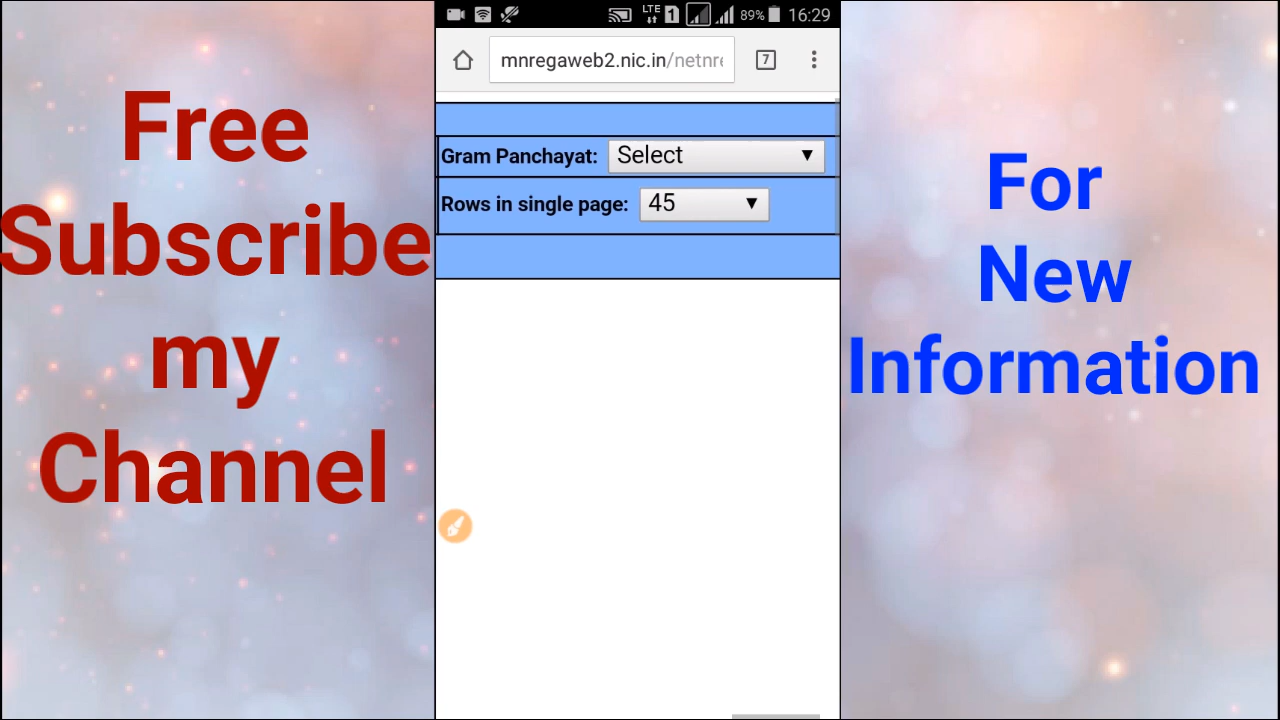 Free
Subscribe
my
Channel
LTE 1 89% 16:29
mnregaweb2.nic.in/netnre
7
Gram Panchayat: Select
Rows in single page: 45
For
New
Information